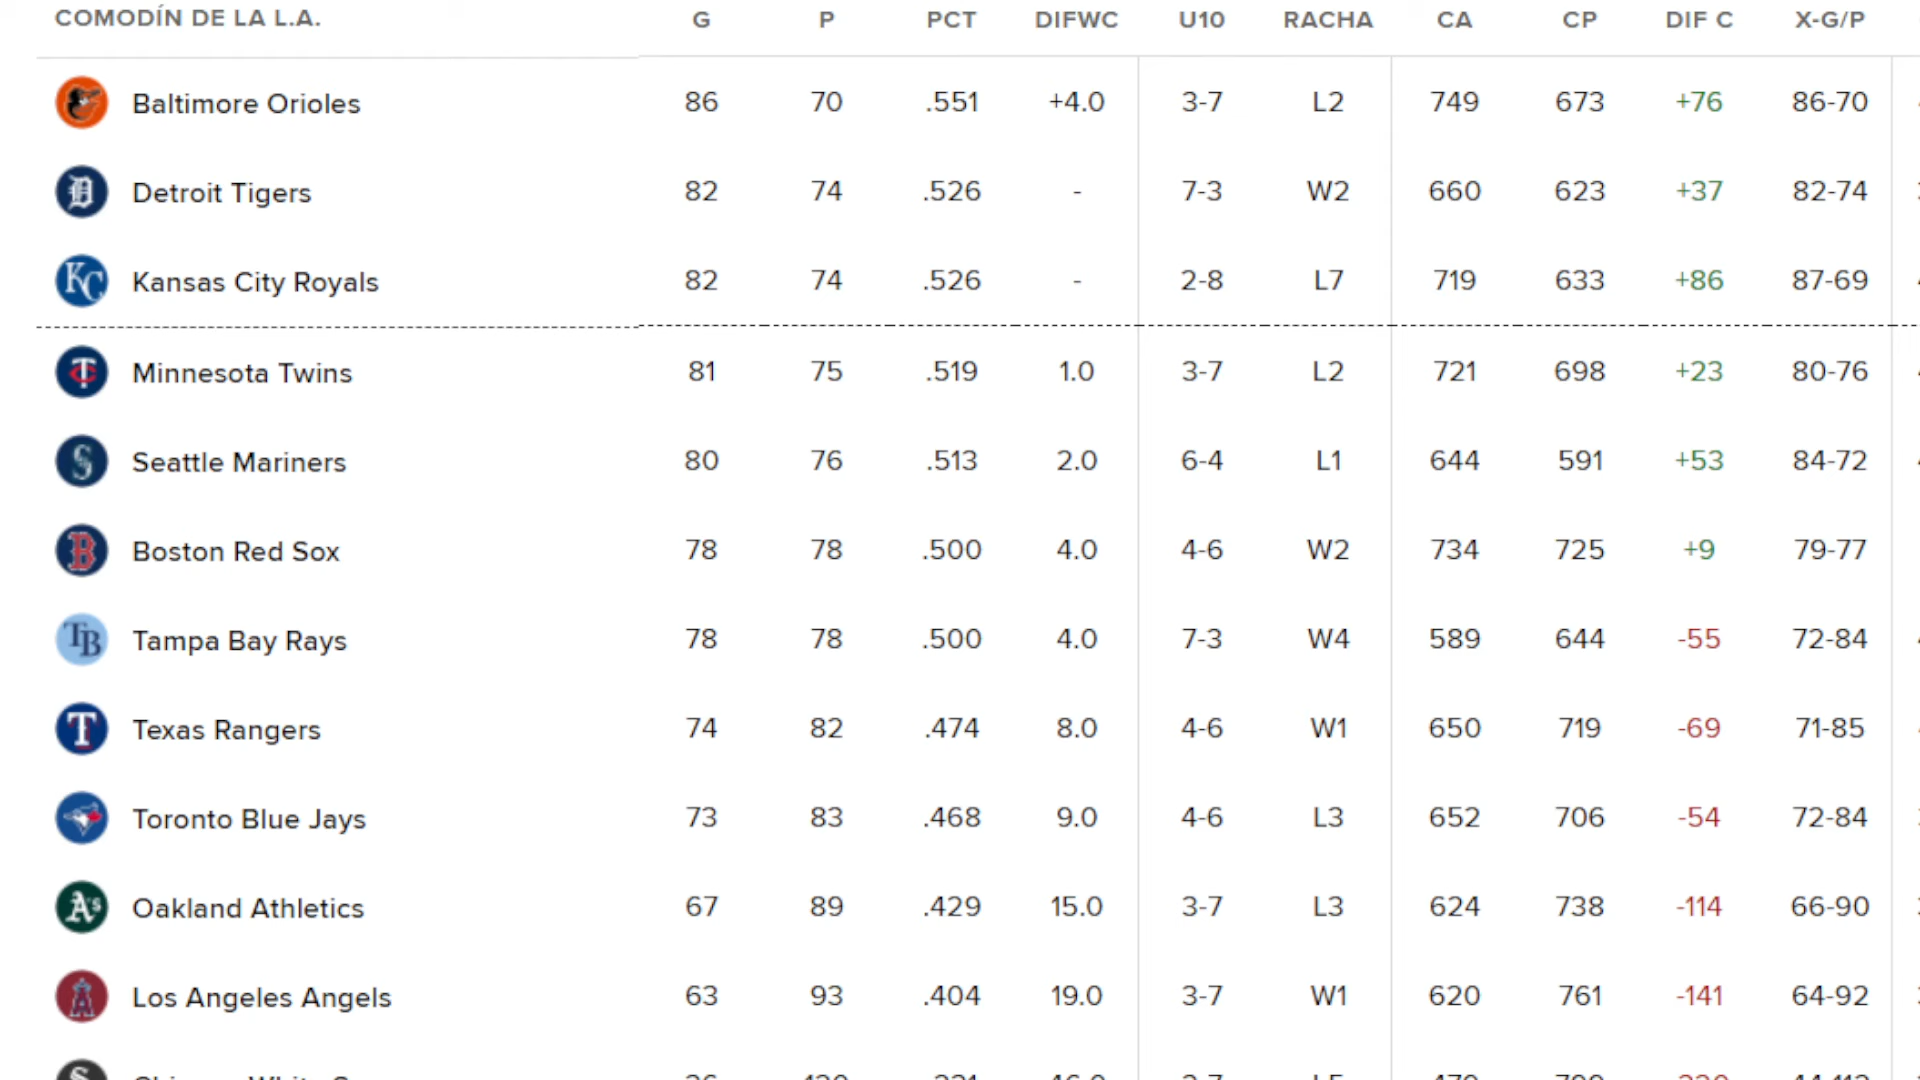 COMODÍN DE LA L.A. G P PCT DIFWC U10 RACHA CA CP DIF C X-G/P
Baltimore Orioles 86 70 .551 +4.0 3-7 L2 749 673 +76 86-70
Detroit Tigers 82 74 .526 - 7-3 W2 660 623 +37 82-74
Kansas City Royals 82 74 .526 - 2-8 L7 719 633 +86 87-69
Minnesota Twins 81 75 .519 1.0 3-7 L2 721 698 +23 80-76
Seattle Mariners 80 76 .513 2.0 6-4 L1 644 591 +53 84-72
Boston Red Sox 78 78 .500 4.0 4-6 W2 734 725 +9 79-77
Tampa Bay Rays 78 78 .500 4.0 7-3 W4 589 644 -55 72-84
Texas Rangers 74 82 .474 8.0 4-6 W1 650 719 -69 71-85
Toronto Blue Jays 73 83 .468 9.0 4-6 L3 652 706 -54 72-84
Oakland Athletics 67 89 .429 15.0 3-7 L3 624 738 -114 66-90
Los Angeles Angels 63 93 .404 19.0 3-7 W1 620 761 -141 64-92